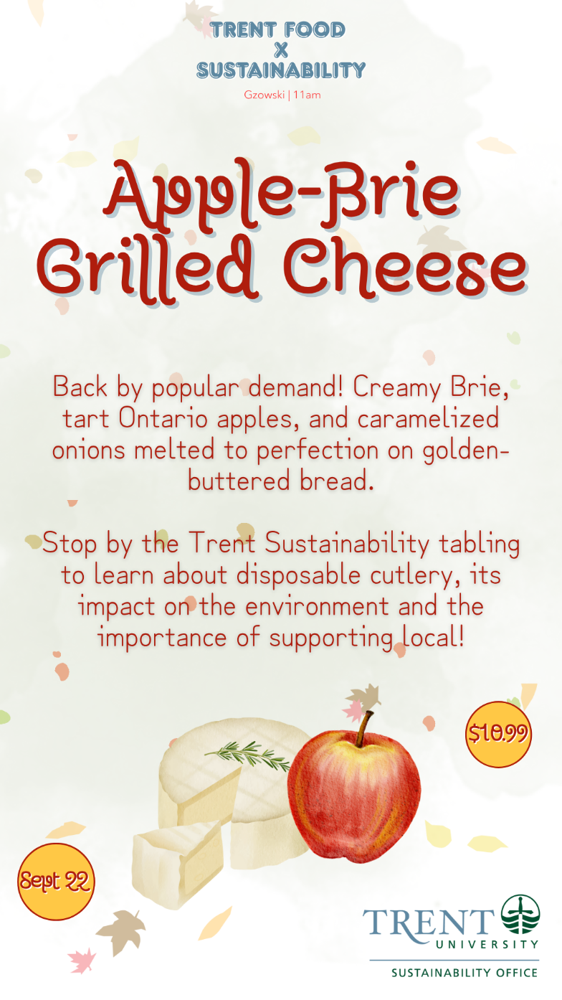 TRENT FOOD
X
SUSTAINABILITY
Gzowski | 11am
Apple-Brie
Grilled Cheese
Back by popular demand! Creamy Brie,
tart Ontario apples, and caramelized
onions melted to perfection on golden-
buttered bread.
Stop by the Trent Sustainability tabling
to learn about disposable cutlery, its
impact on the environment and the
importance of supporting local!
$10.99
Sept 22
TRENT
UNIVERSITY
SUSTAINABILITY OFFICE